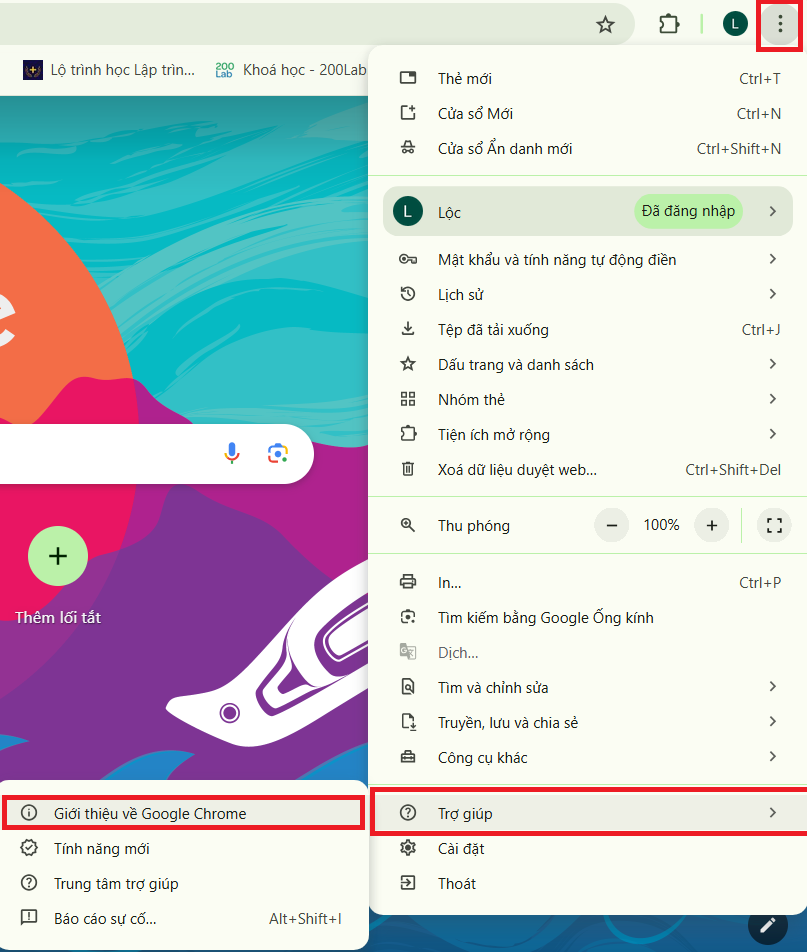 L
Lộ trình học Lập trìn...
200
Lab
Khoá học - 200Lab
Thẻ mới Ctrl+T
Cửa sổ Mới Ctrl+N
Cửa sổ Ẩn danh mới Ctrl+Shift+N
L Lộc Đã đăng nhập
Mật khẩu và tính năng tự động điền
Lịch sử
Tệp đã tải xuống Ctrl+J
Dấu trang và danh sách
Nhóm thẻ
Tiện ích mở rộng
Xoá dữ liệu duyệt web... Ctrl+Shift+Del
Thu phóng − 100% +
In... Ctrl+P
Tìm kiếm bằng Google Ống kính
Dịch...
Tìm và chỉnh sửa
Truyền, lưu và chia sẻ
Công cụ khác
Trợ giúp
Cài đặt
Thoát
e
Thêm lối tắt
Giới thiệu về Google Chrome
Tính năng mới
Trung tâm trợ giúp
Báo cáo sự cố... Alt+Shift+I